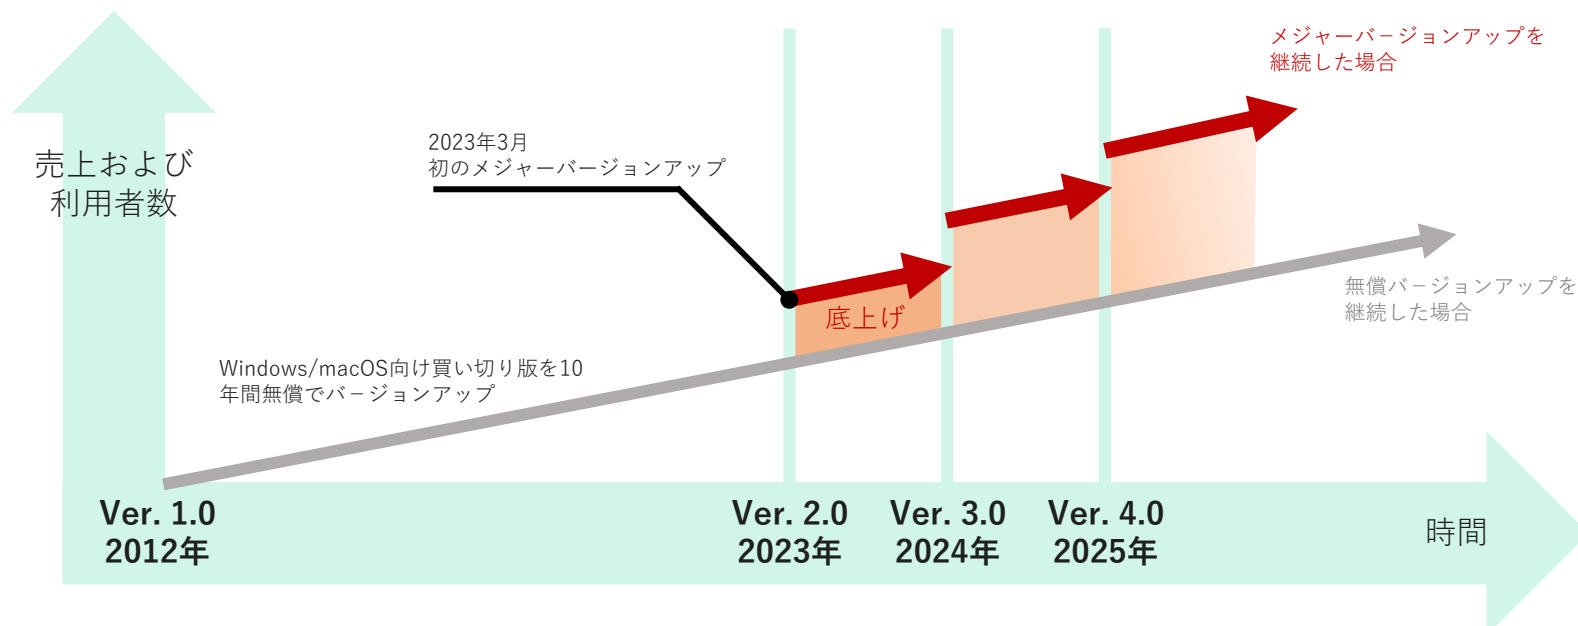 メジャーバージョンアップを
継続した場合
2023年3月
初のメジャーバージョンアップ
売上および
利用者数
底上げ
無償バージョンアップを
継続した場合
Windows/macOS向け買い切り版を10
年間無償でバージョンアップ
Ver. 1.0
2012年
Ver. 2.0
2023年
Ver. 3.0
2024年
Ver. 4.0
2025年
時間